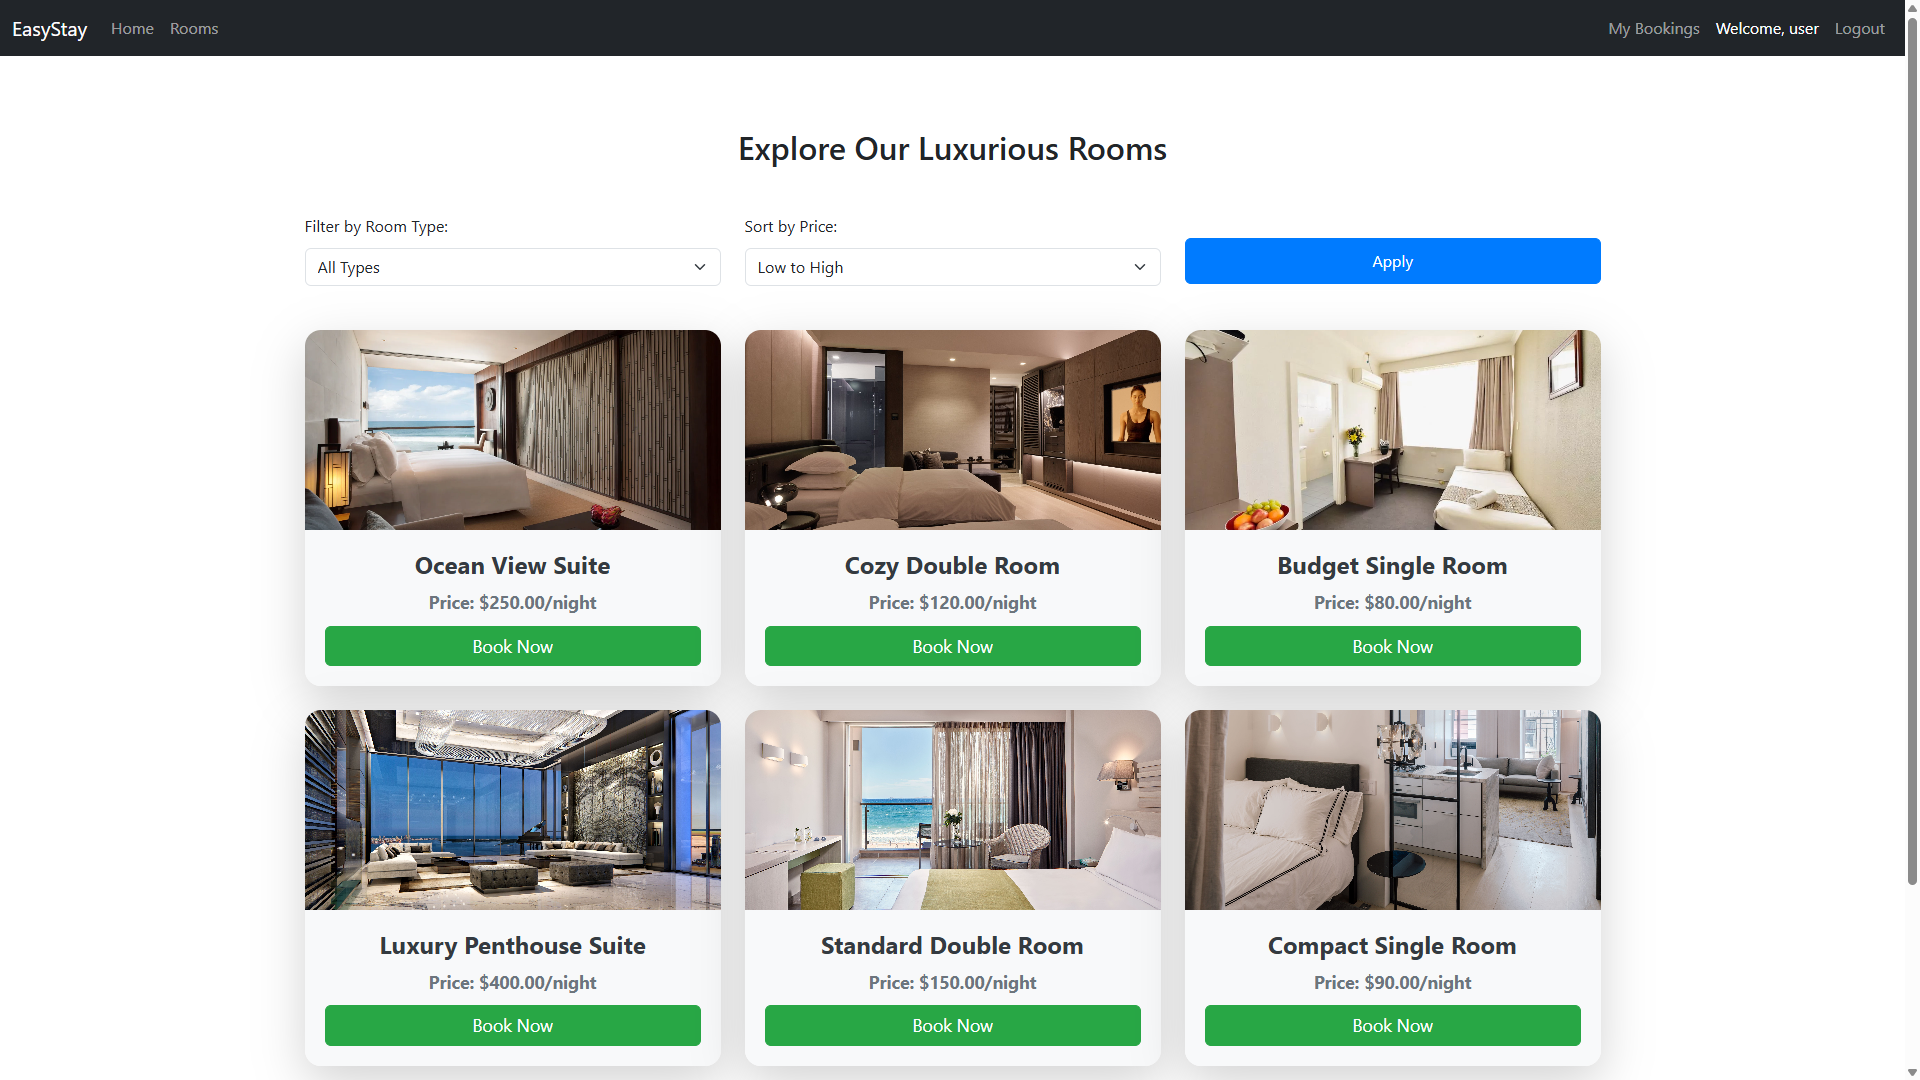 EasyStay Home Rooms My Bookings Welcome, user Logout
Explore Our Luxurious Rooms
Filter by Room Type:
All Types
Sort by Price:
Low to High
Apply
Ocean View Suite
Price: $250.00/night
Book Now
Cozy Double Room
Price: $120.00/night
Book Now
Budget Single Room
Price: $80.00/night
Book Now
Luxury Penthouse Suite
Price: $400.00/night
Book Now
Standard Double Room
Price: $150.00/night
Book Now
Compact Single Room
Price: $90.00/night
Book Now